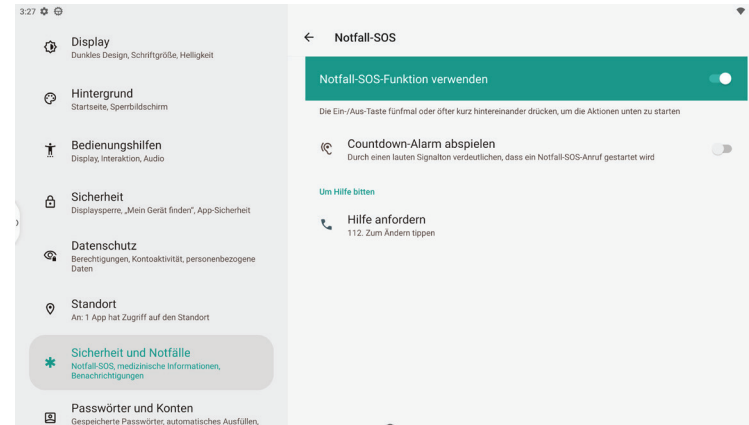 3:27
Display
Dunkles Design, Schriftgröße, Helligkeit
Hintergrund
Startseite, Sperrbildschirm
Bedienungshilfen
Display, Interaktion, Audio
Sicherheit
Displaysperre, „Mein Gerät finden", App-Sicherheit
Datenschutz
Berechtigungen, Kontoaktivität, personenbezogene
Daten
Standort
An: 1 App hat Zugriff auf den Standort
Sicherheit und Notfälle
Notfall-SOS, medizinische Informationen,
Benachrichtigungen
Passwörter und Konten
Gespeicherte Passwörter, automatisches Ausfüllen,
Notfall-SOS
Notfall-SOS-Funktion verwenden
Die Ein-/Aus-Taste fünfmal oder öfter kurz hintereinander drücken, um die Aktionen unten zu starten
Countdown-Alarm abspielen
Durch einen lauten Signalton verdeutlichen, dass ein Notfall-SOS-Anruf gestartet wird
Um Hilfe bitten
Hilfe anfordern
112. Zum Ändern tippen